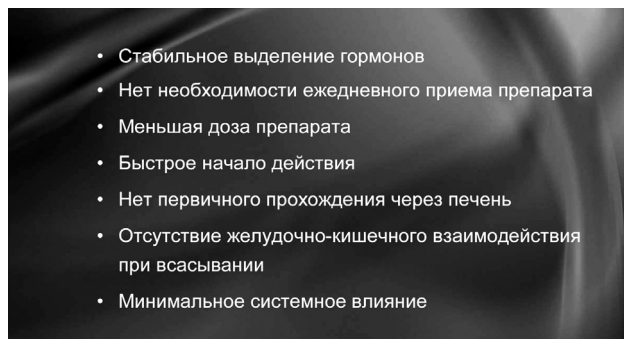 • Стабильное выделение гормонов
• Нет необходимости ежедневного приема препарата
• Меньшая доза препарата
• Быстрое начало действия
• Нет первичного прохождения через печень
• Отсутствие желудочно-кишечного взаимодействия
при всасывании
• Минимальное системное влияние